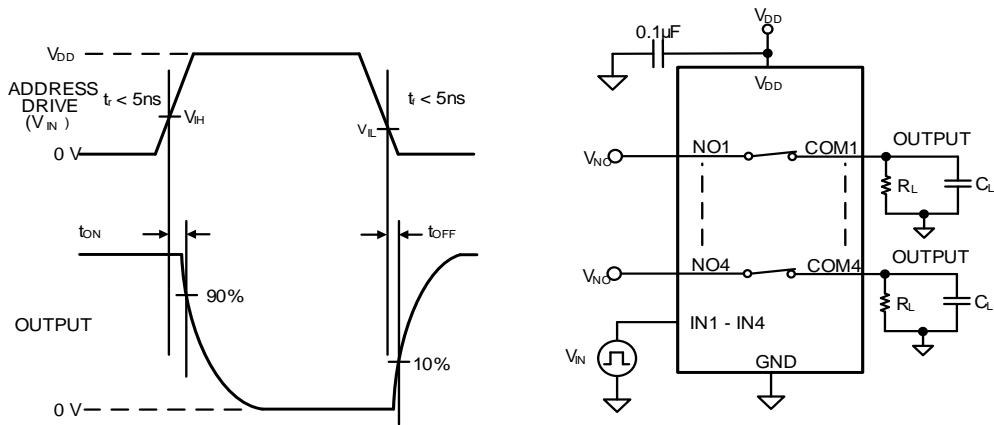 VDD
ADDRESS
DRIVE
(VIN)
tr < 5ns
VIH
VIL
tf < 5ns
0 V
tON
tOFF
90%
OUTPUT
10%
0 V
VDD
0.1µF
VDD
VNO
NO1
COM1
OUTPUT
RL
CL
VNO
NO4
COM4
OUTPUT
RL
CL
IN1 - IN4
VIN
GND